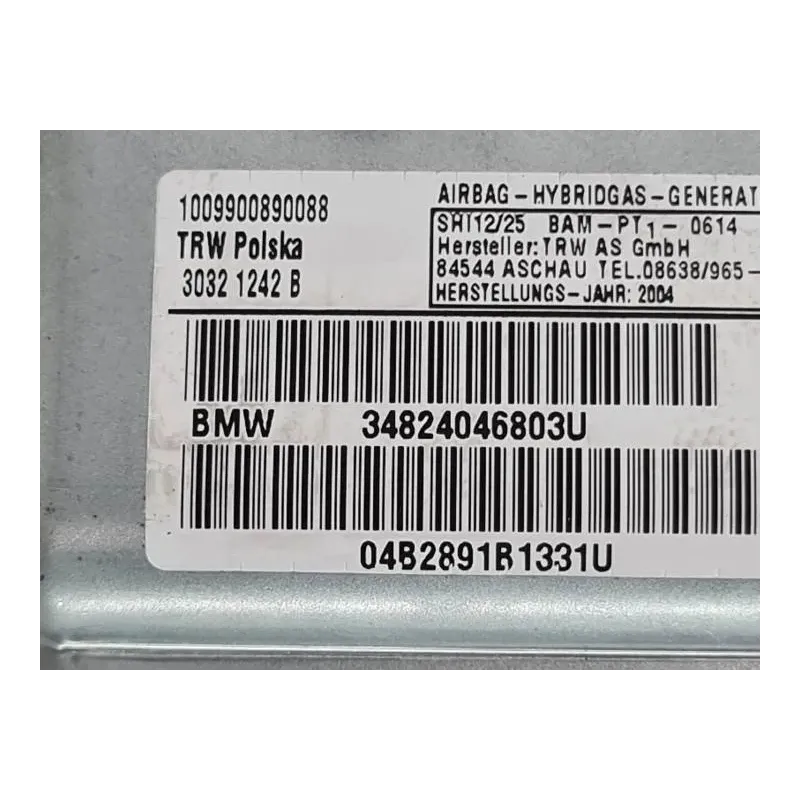 1009900890088
TRW Polska
3032 1242 B
AIRBAG-HYBRIDGAS-GENERAT
SHI12/25 BAM-PT1-0614
Hersteller: TRW AS GmbH
84544 ASCHAU TEL.08638/965-
HERSTELLUNGS-JAHR: 2004
BMW 34824046803U
04B2891B1331U